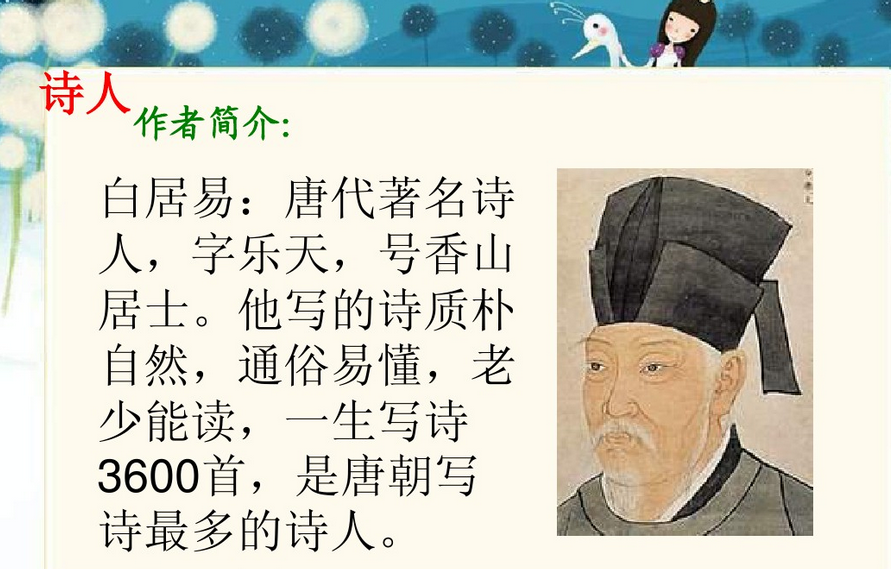 诗人
作者简介:
白居易：唐代著名诗
人，字乐天，号香山
居士。他写的诗质朴
自然，通俗易懂，老
少能读，一生写诗
3600首，是唐朝写
诗最多的诗人。